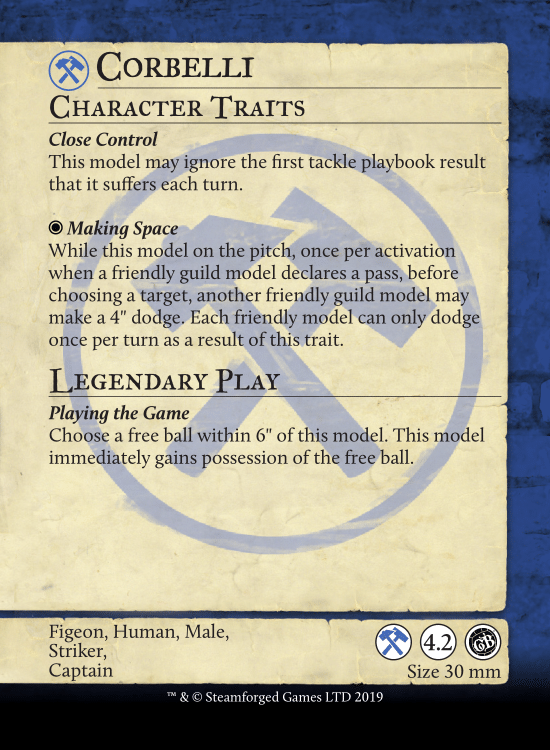 Corbelli
Character Traits
Close Control
This model may ignore the first tackle playbook result
that it suffers each turn.
Making Space
While this model on the pitch, once per activation
when a friendly guild model declares a pass, before
choosing a target, another friendly guild model may
make a 4" dodge. Each friendly model can only dodge
once per turn as a result of this trait.
Legendary Play
Playing the Game
Choose a free ball within 6" of this model. This model
immediately gains possession of the free ball.
Figeon, Human, Male,
Striker,
Captain
4.2
GB
Size 30 mm
™ & © Steamforged Games LTD 2019